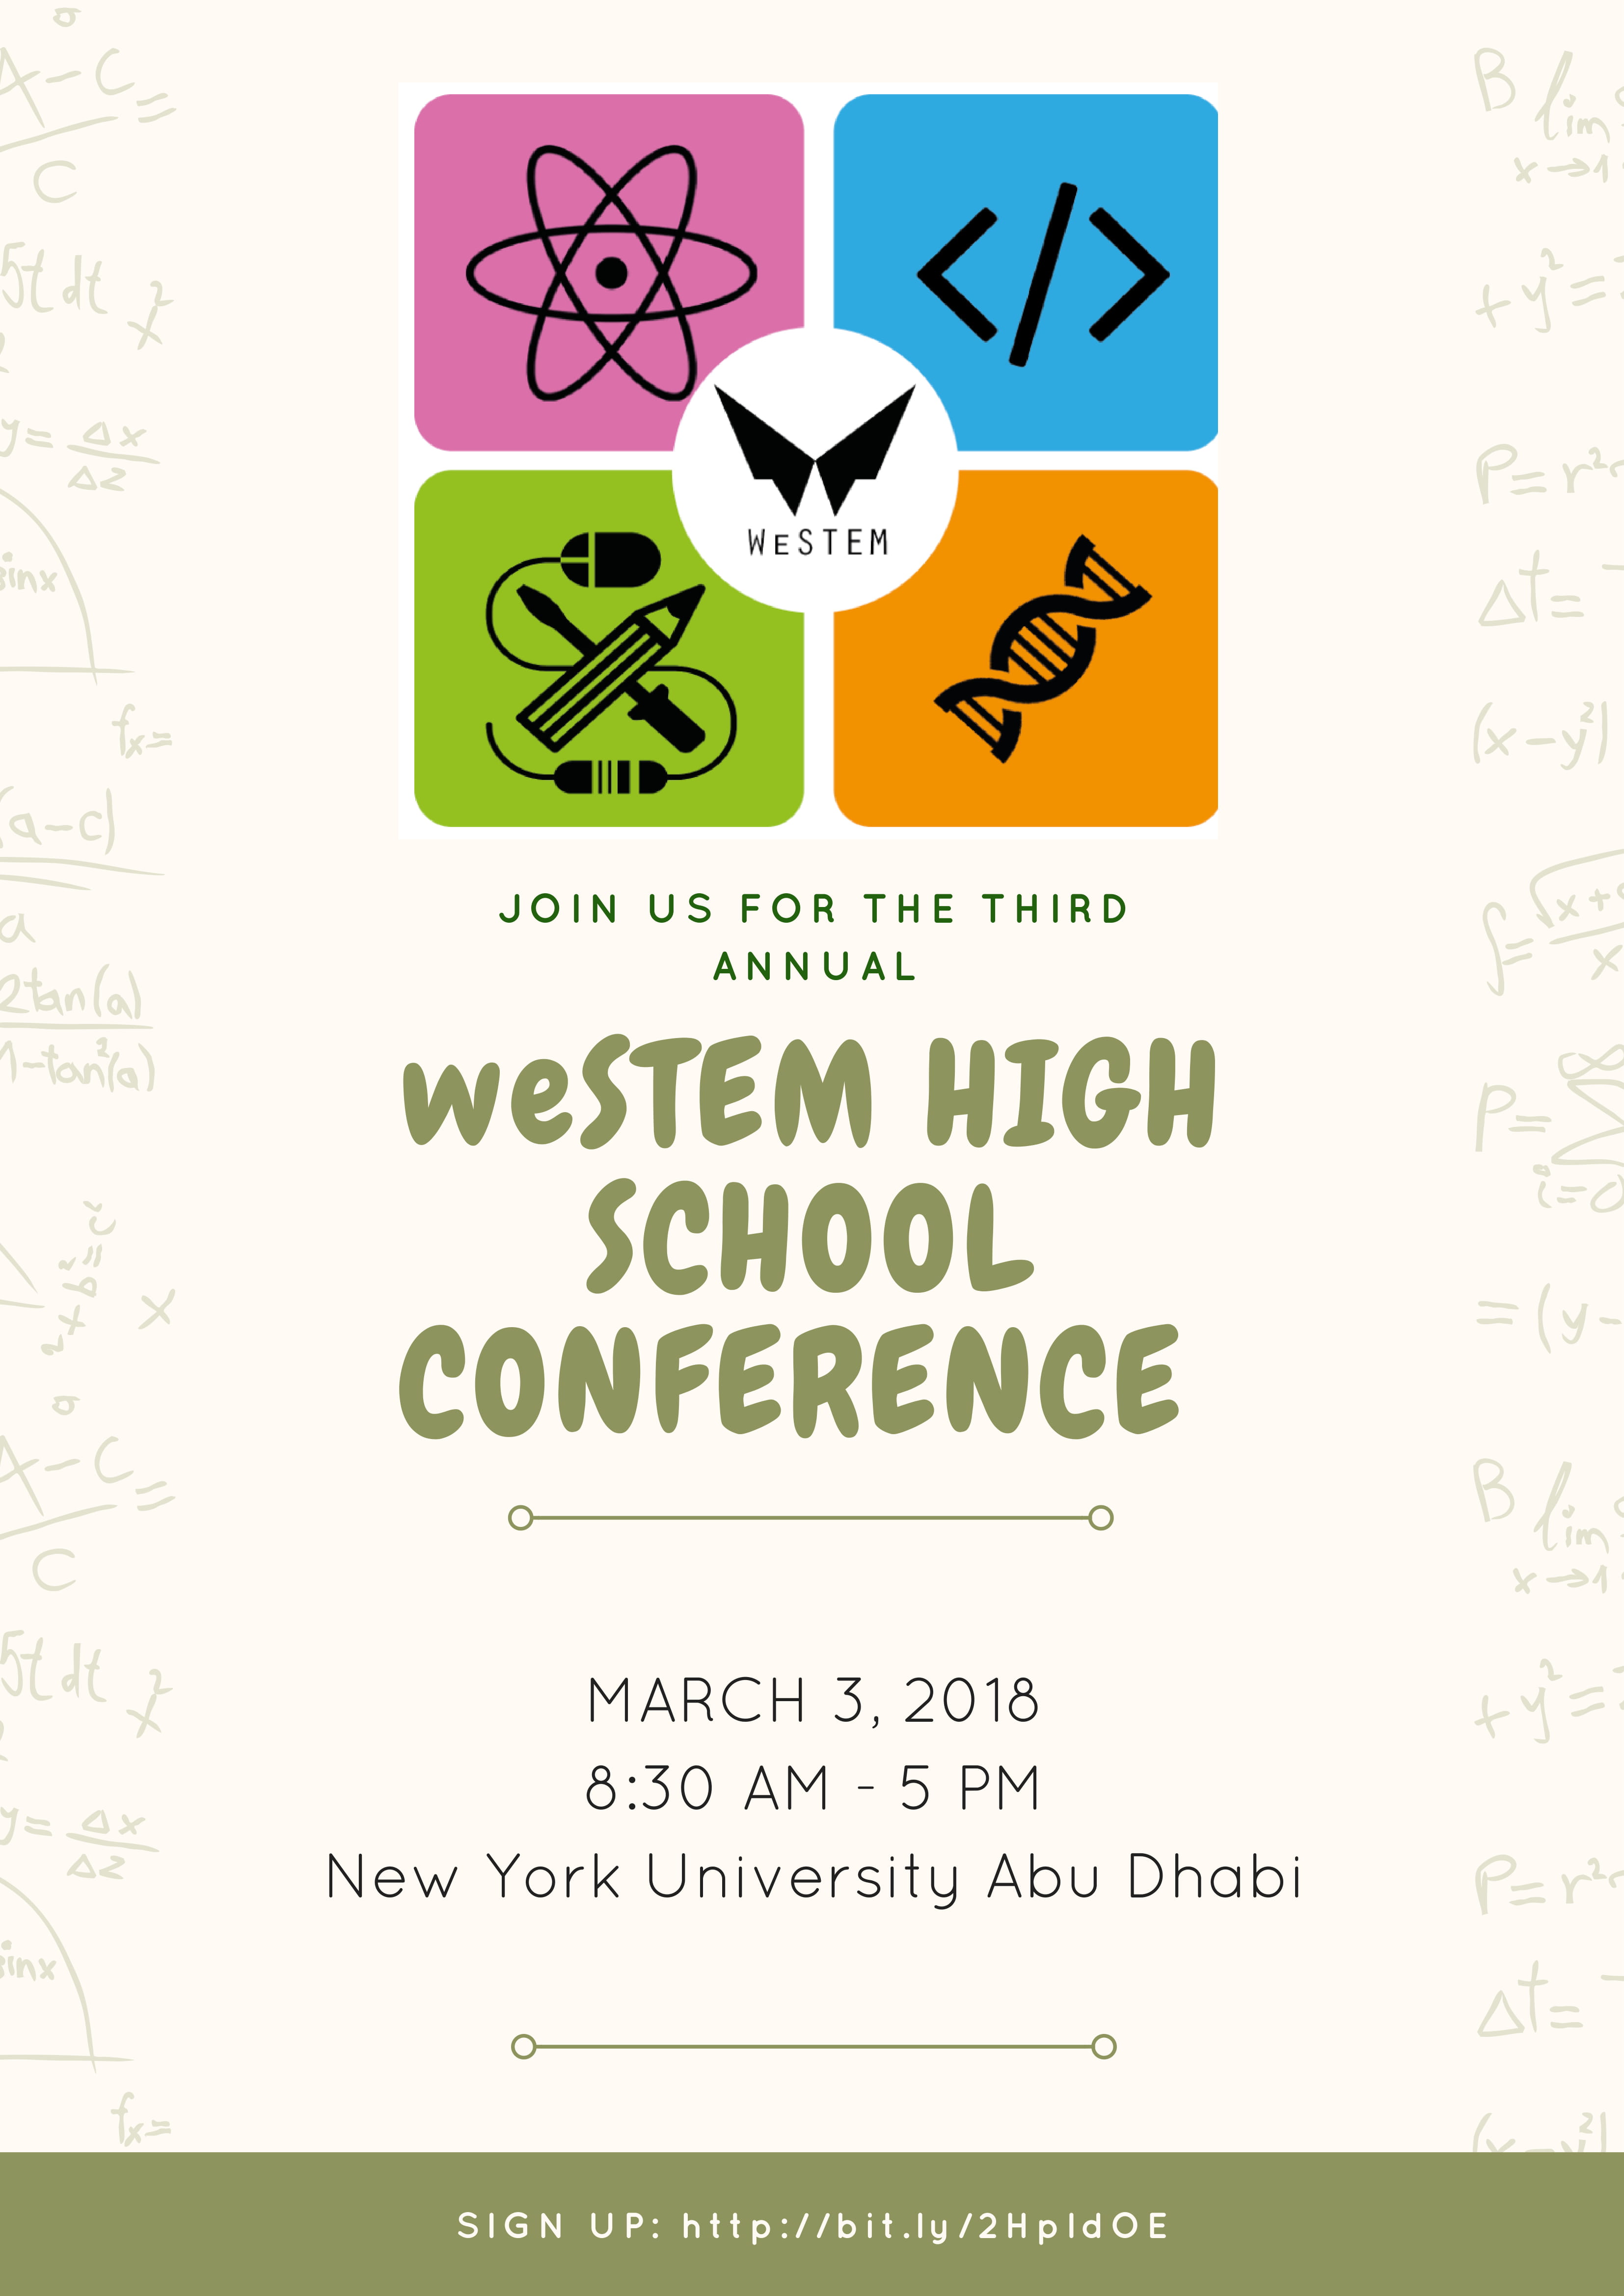 WeSTEM
JOIN US FOR THE THIRD
ANNUAL
weSTEM HIGH
SCHOOL
CONFERENCE
MARCH 3, 2018
8:30 AM - 5 PM
New York University Abu Dhabi
SIGN UP: http://bit.ly/2HpIdOE